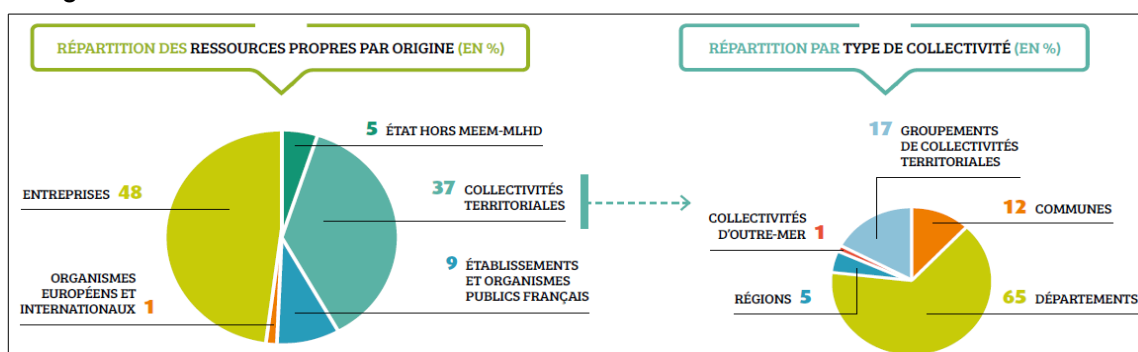 RÉPARTITION DES RESSOURCES PROPRES PAR ORIGINE (EN %)
5 ÉTAT HORS MEEM-MLHD
ENTREPRISES 48
37 COLLECTIVITÉS
TERRITORIALES
9 ÉTABLISSEMENTS
ET ORGANISMES
PUBLICS FRANÇAIS
ORGANISMES
EUROPÉENS ET
INTERNATIONAUX 1
RÉPARTITION PAR TYPE DE COLLECTIVITÉ (EN %)
17 GROUPEMENTS
DE COLLECTIVITÉS
TERRITORIALES
12 COMMUNES
COLLECTIVITÉS
D'OUTRE-MER 1
RÉGIONS 5
65 DÉPARTEMENTS